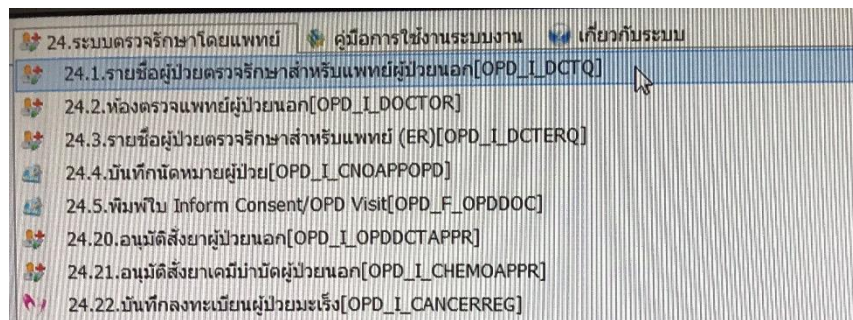 24.ระบบตรวจรักษาโดยแพทย์ คู่มือการใช้งานระบบงาน เกี่ยวกับระบบ
24.1.รายชื่อผู้ป่วยตรวจรักษาสำหรับแพทย์ผู้ป่วยนอก[OPD_I_DCTQ]
24.2.ห้องตรวจแพทย์ผู้ป่วยนอก[OPD_I_DOCTOR]
24.3.รายชื่อผู้ป่วยตรวจรักษาสำหรับแพทย์ (ER)[OPD_I_DCTERQ]
24.4.บันทึกนัดหมายผู้ป่วย[OPD_I_CNOAPPOPD]
24.5.พิมพ์ใบ Inform Consent/OPD Visit[OPD_F_OPDDOC]
24.20.อนุมัติสั่งยาผู้ป่วยนอก[OPD_I_OPDDCTAPPR]
24.21.อนุมัติสั่งยาเคมีบำบัดผู้ป่วยนอก[OPD_I_CHEMOAPPR]
24.22.บันทึกลงทะเบียนผู้ป่วยมะเร็ง[OPD_I_CANCERREG]